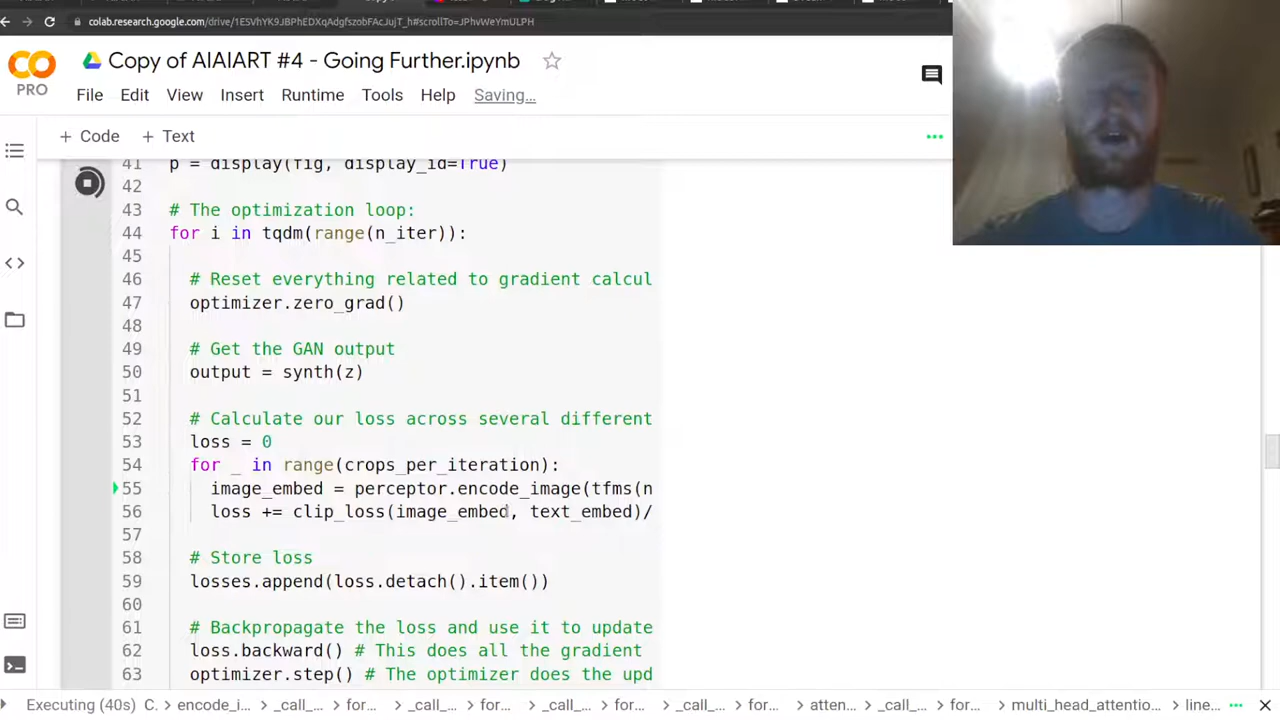 colab.research.google.com/drive/1ESVhYK9JBPhEDXqAdgfszobFAcJujT_h#scrollTo=JPhvWeYmULPH
Copy of AIAIART #4 - Going Further.ipynb
PRO
File Edit View Insert Runtime Tools Help Saving...
+ Code + Text
41 p = display(fig, display_id=True)
42
43 # The optimization loop:
44 for i in tqdm(range(n_iter)):
45
46 # Reset everything related to gradient calcul
47 optimizer.zero_grad()
48
49 # Get the GAN output
50 output = synth(z)
51
52 # Calculate our loss across several different
53 loss = 0
54 for _ in range(crops_per_iteration):
55 image_embed = perceptor.encode_image(tfms(n
56 loss += clip_loss(image_embed, text_embed)/
57
58 # Store loss
59 losses.append(loss.detach().item())
60
61 # Backpropagate the loss and use it to update
62 loss.backward() # This does all the gradient
63 optimizer.step() # The optimizer does the upd
Executing (40s) C. > encode_i... > _call_... > for... > _call_... > for... > _call_... > for... > _call_... > for... > atten... > _call_... > for... > multi_head_attentio... > line...